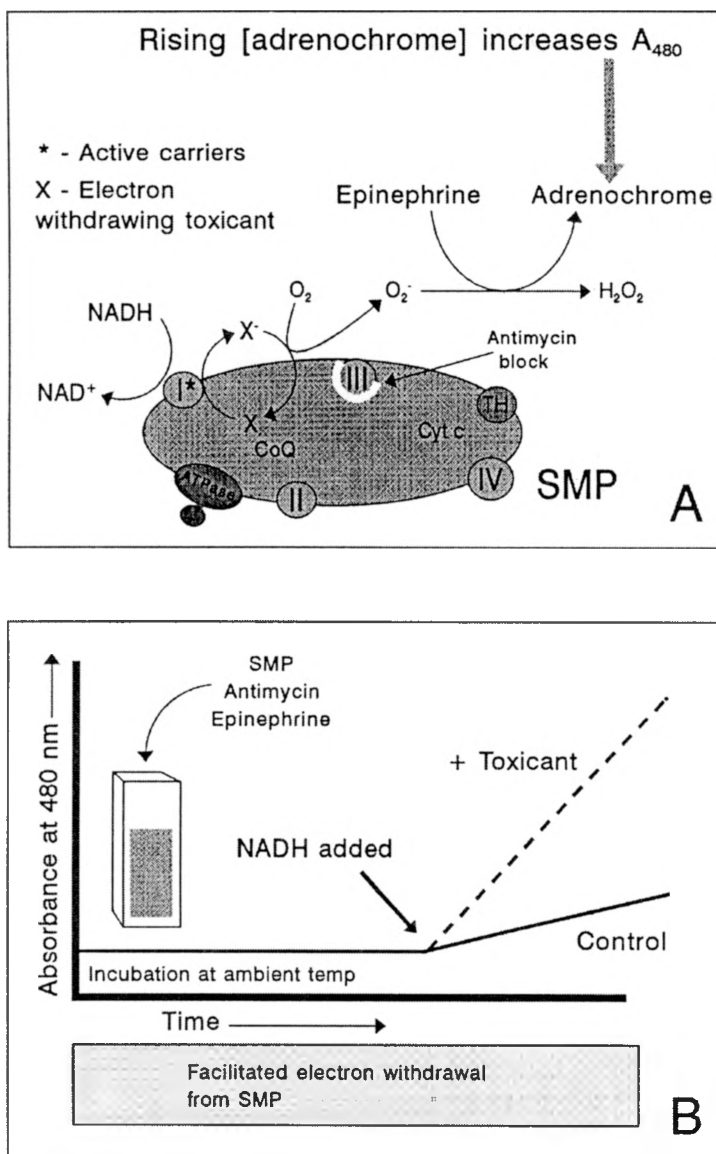 Rising [adrenochrome] increases A₄₈₀
* - Active carriers
X - Electron
withdrawing toxicant
Epinephrine
Adrenochrome
O₂
O₂⁻
H₂O₂
NADH
X⁻
Antimycin
block
NAD⁺
I*
III
TH
X
CoQ
Cyt c
ATPase
II
IV
SMP
A
Absorbance at 480 nm
SMP
Antimycin
Epinephrine
+ Toxicant
NADH added
Control
Incubation at ambient temp
Time
Facilitated electron withdrawal
from SMP
B